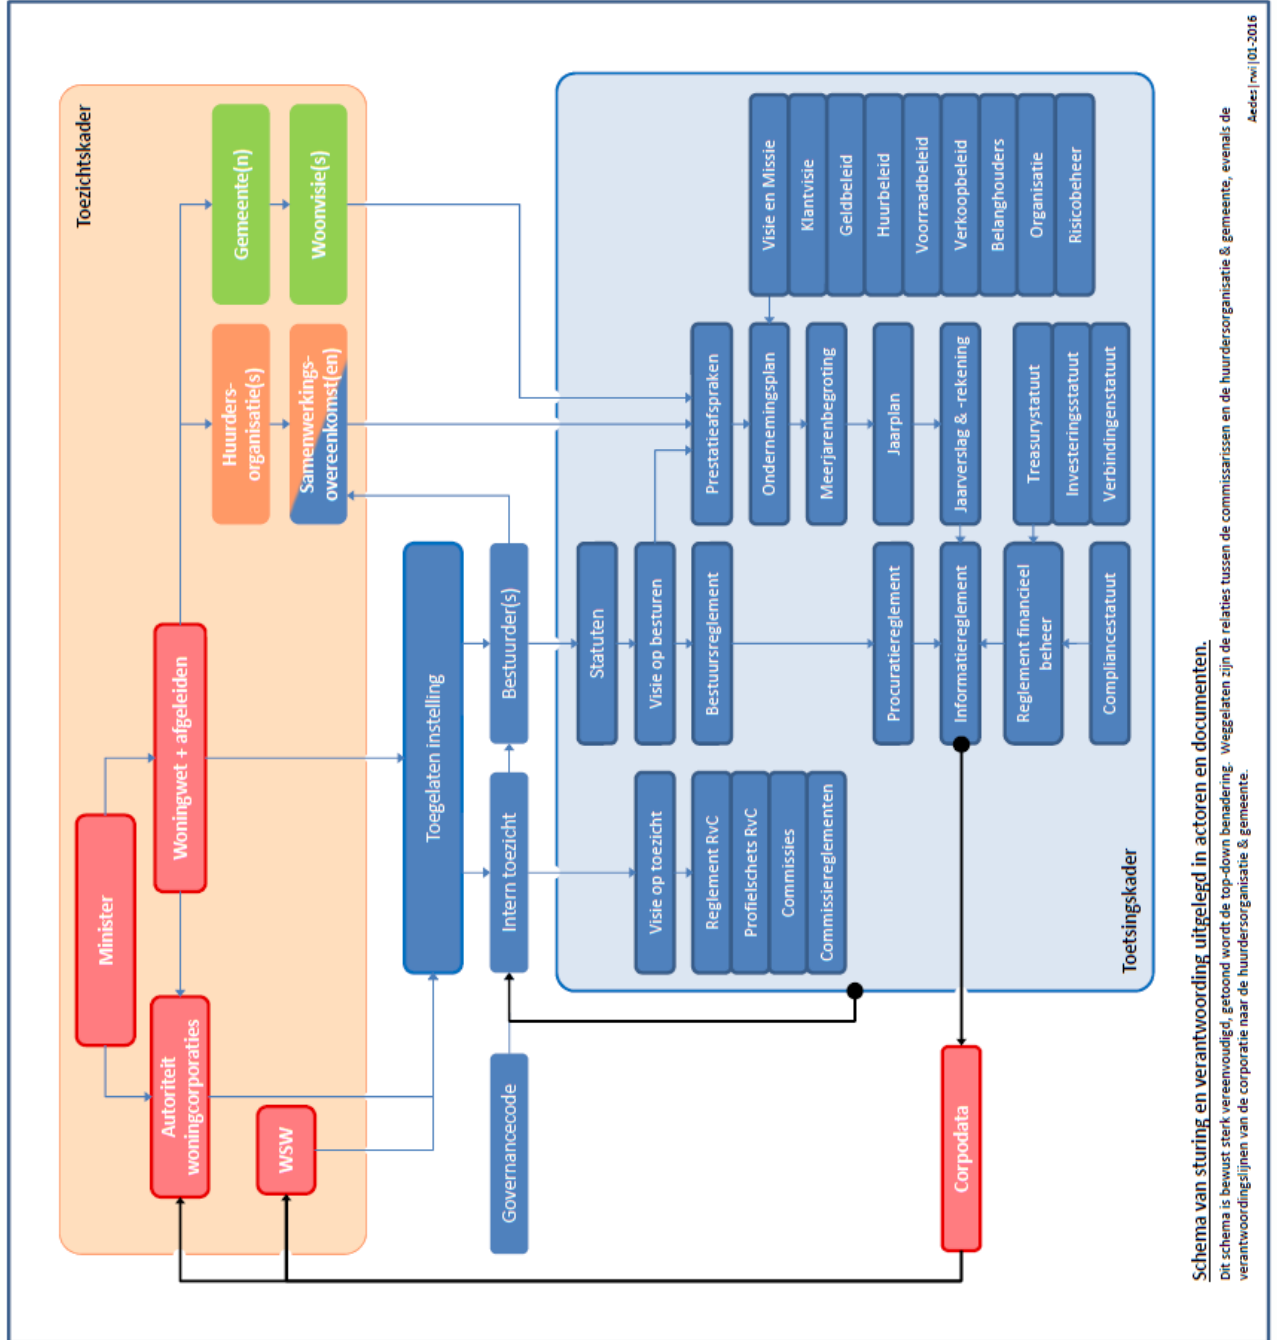 Toezichtskader
Minister
Woningwet + afgeleiden
Autoriteit
woningcorporaties
WSW
Huurders-
organisatie(s)
Samenwerkings-
overeenkomst(en)
Gemeente(n)
Woonvisie(s)
Toegelaten instelling
Governancecode
Intern toezicht
Bestuurder(s)
Statuten
Visie op toezicht
Visie op besturen
Reglement RvC
Profielschets RvC
Commissies
Commissiereglementen
Bestuursreglement
Prestatieafspraken
Ondernemingsplan
Meerjarenbegroting
Jaarplan
Jaarverslag & -rekening
Visie en Missie
Klantvisie
Geldbeleid
Huurbeleid
Voorraadbeleid
Verkoopbeleid
Belanghouders
Organisatie
Risicobeheer
Procuratiereglement
Informatiereglement
Reglement financieel
beheer
Compliancestatuut
Treasurystatuut
Investeringsstatuut
Verbindingenstatuut
Corpodata
Toetsingskader
Schema van sturing en verantwoording uitgelegd in actoren en documenten.
Dit schema is bewust sterk vereenvoudigd, getoond wordt de top-down benadering. Weggelaten zijn de relaties tussen de commissarissen en de huurdersorganisatie & gemeente, evenals de
verantwoordingslijnen van de corporatie naar de huurdersorganisatie & gemeente.
Aedes|rwi|01-2016